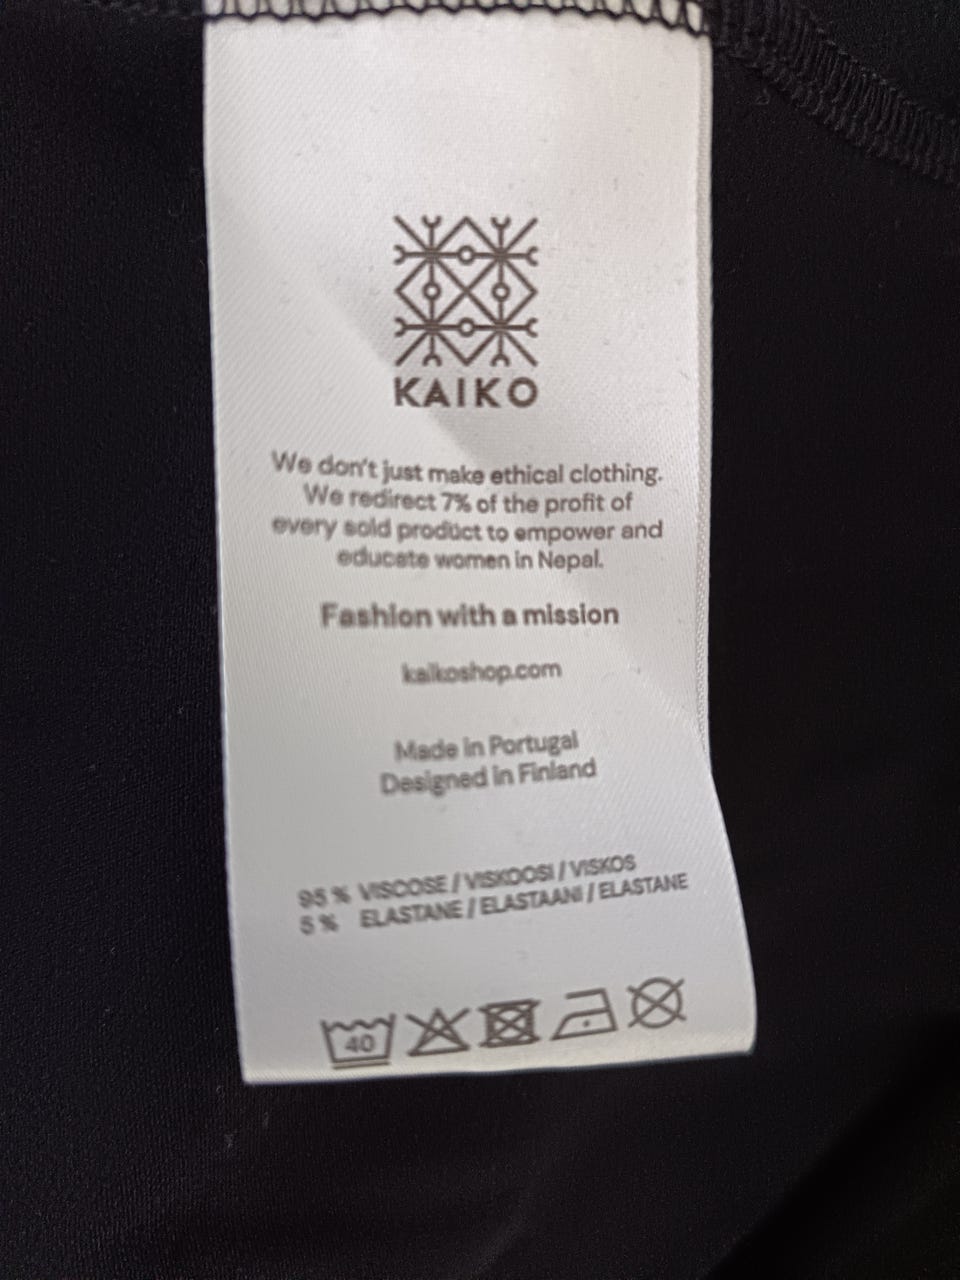 KAIKO
We don't just make ethical clothing.
We redirect 7% of the profit of
every sold product to empower and
educate women in Nepal.
Fashion with a mission
kaikoshop.com
Made in Portugal
Designed in Finland
95 % VISCOSE / VISKOOSI / VISKOS
5 % ELASTANE / ELASTAANI / ELASTANE
40